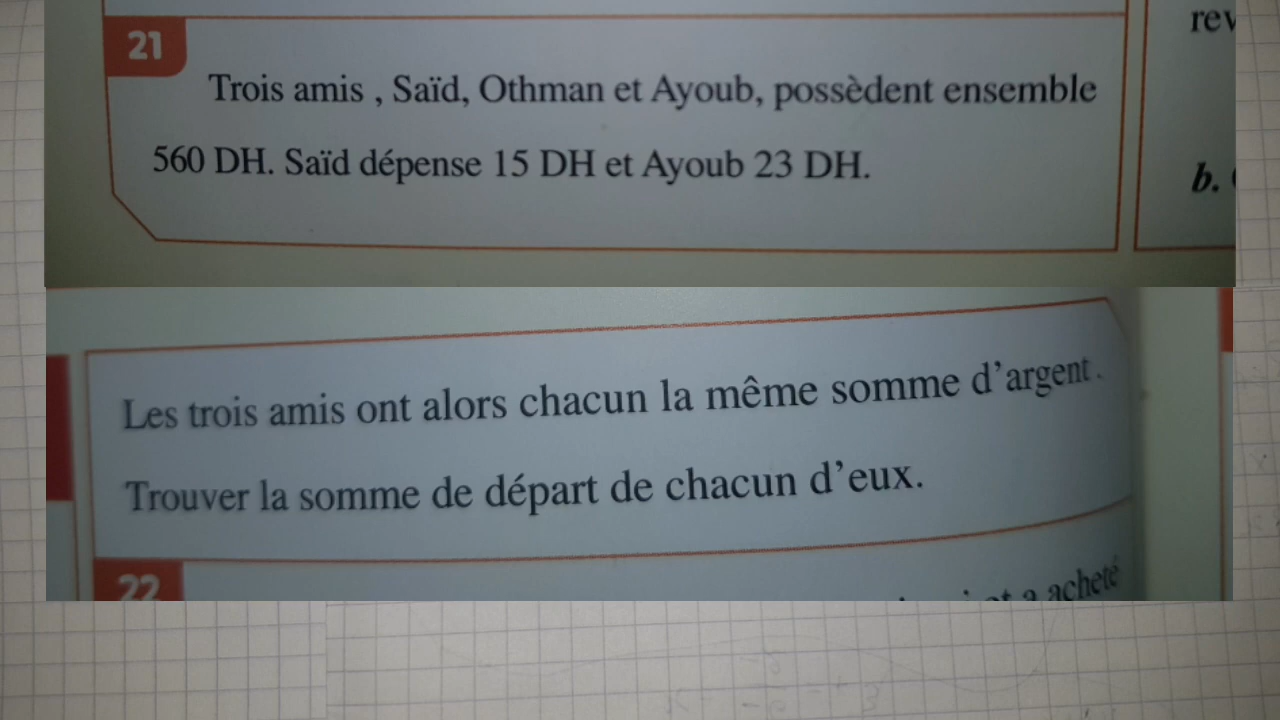 21
Trois amis , Saïd, Othman et Ayoub, possèdent ensemble
560 DH. Saïd dépense 15 DH et Ayoub 23 DH.
rev
b.
Les trois amis ont alors chacun la même somme d'argent.
Trouver la somme de départ de chacun d'eux.
22
et a acheté